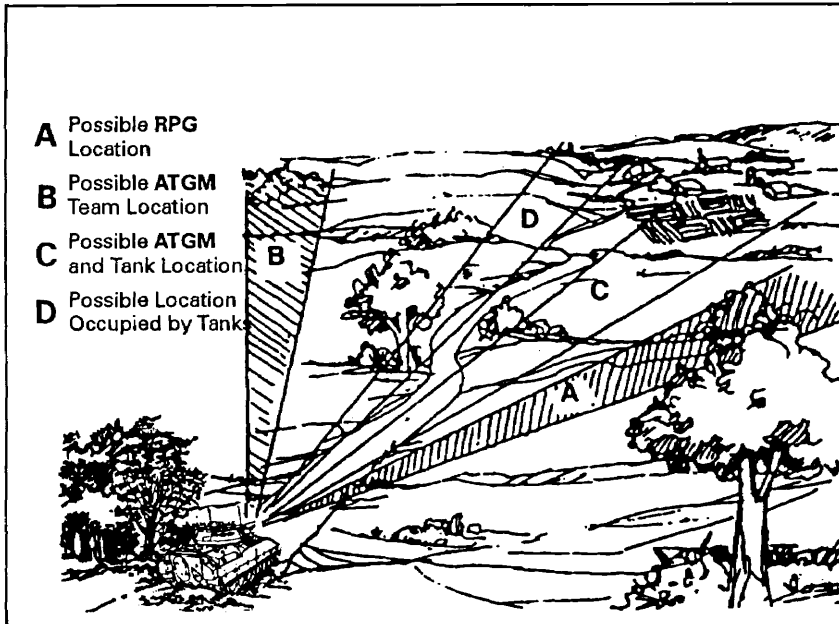 A Possible RPG
Location
B Possible ATGM
Team Location
C Possible ATGM
and Tank Location
D Possible Location
Occupied by Tanks
D
B
C
A